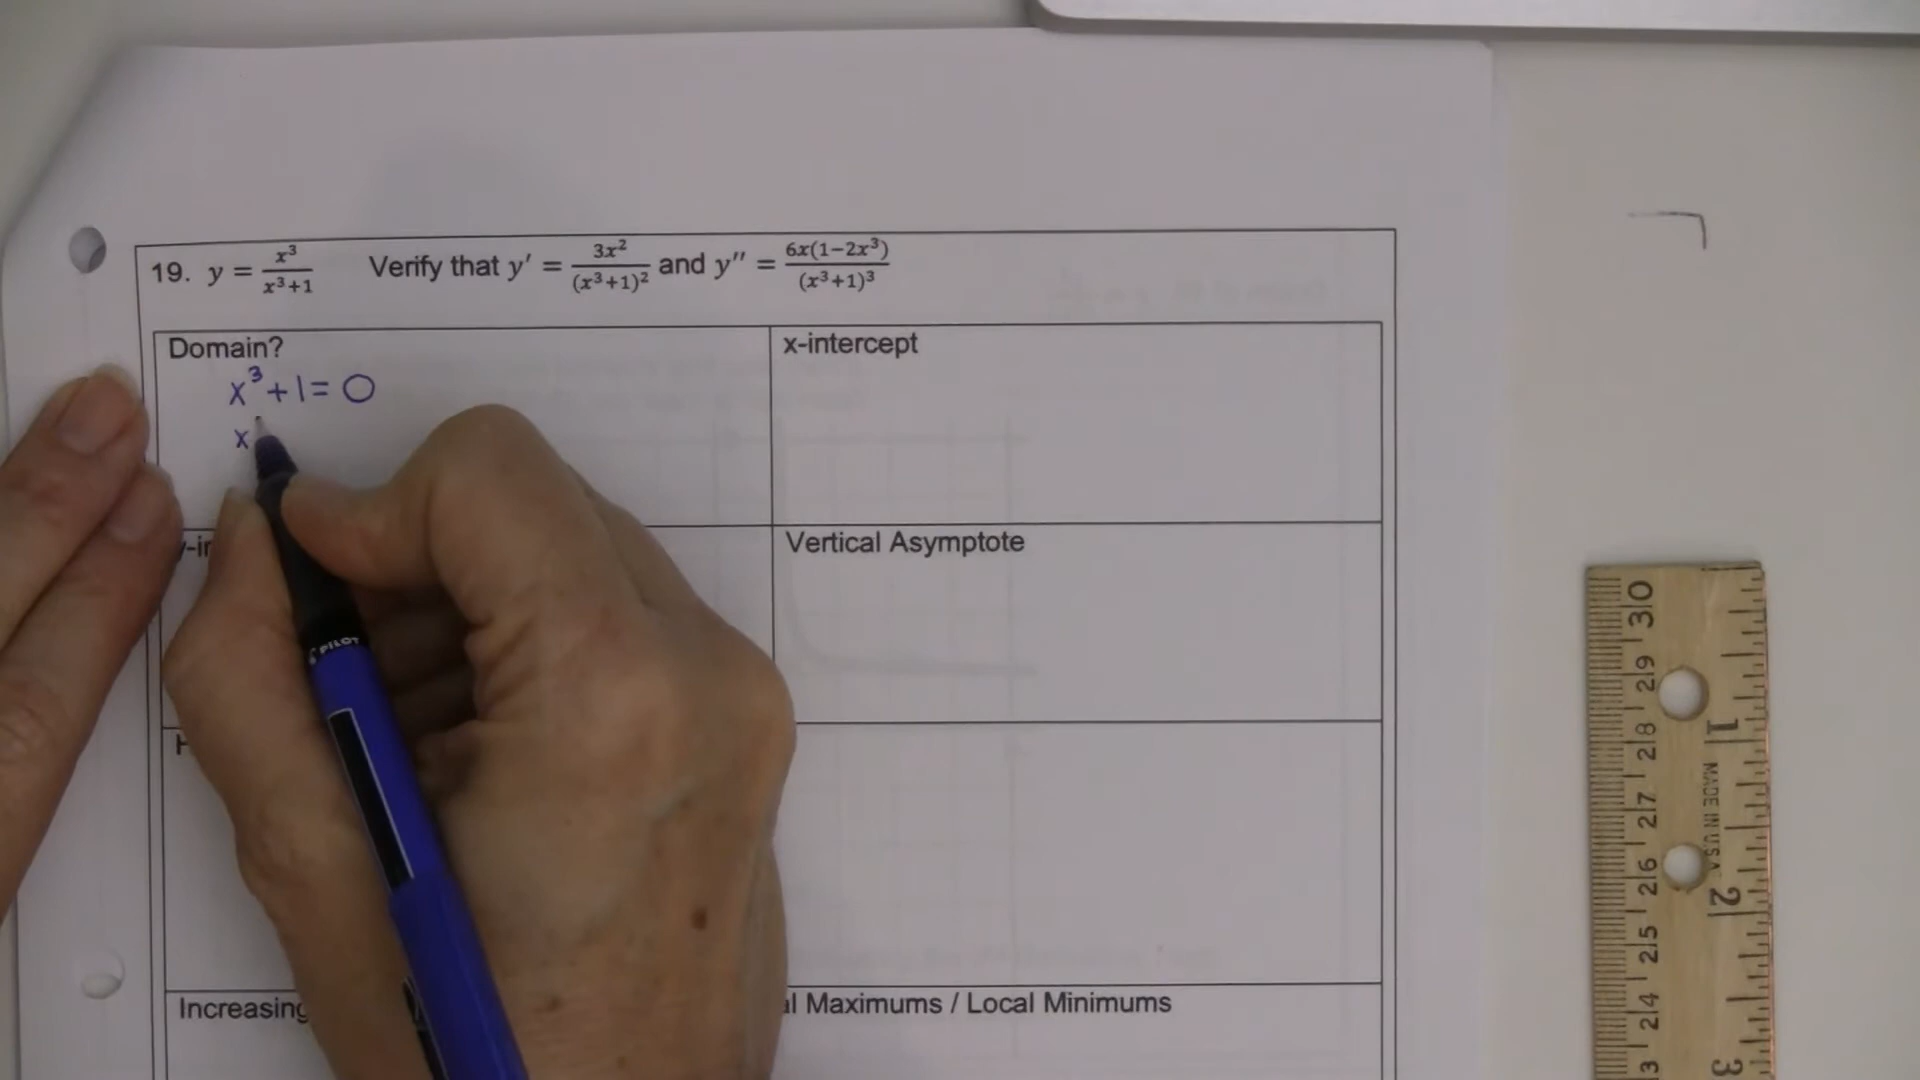 19. y = x³/(x³+1) Verify that y′ = 3x²/(x³+1)² and y″ = 6x(1−2x³)/(x³+1)³
Domain?
x³+1=0
x
x-intercept
Vertical Asymptote
Increasing
Maximums / Local Minimums
PILOT
30
29
28
27
26
25
24
1
MADE IN U.S.A.
2
3